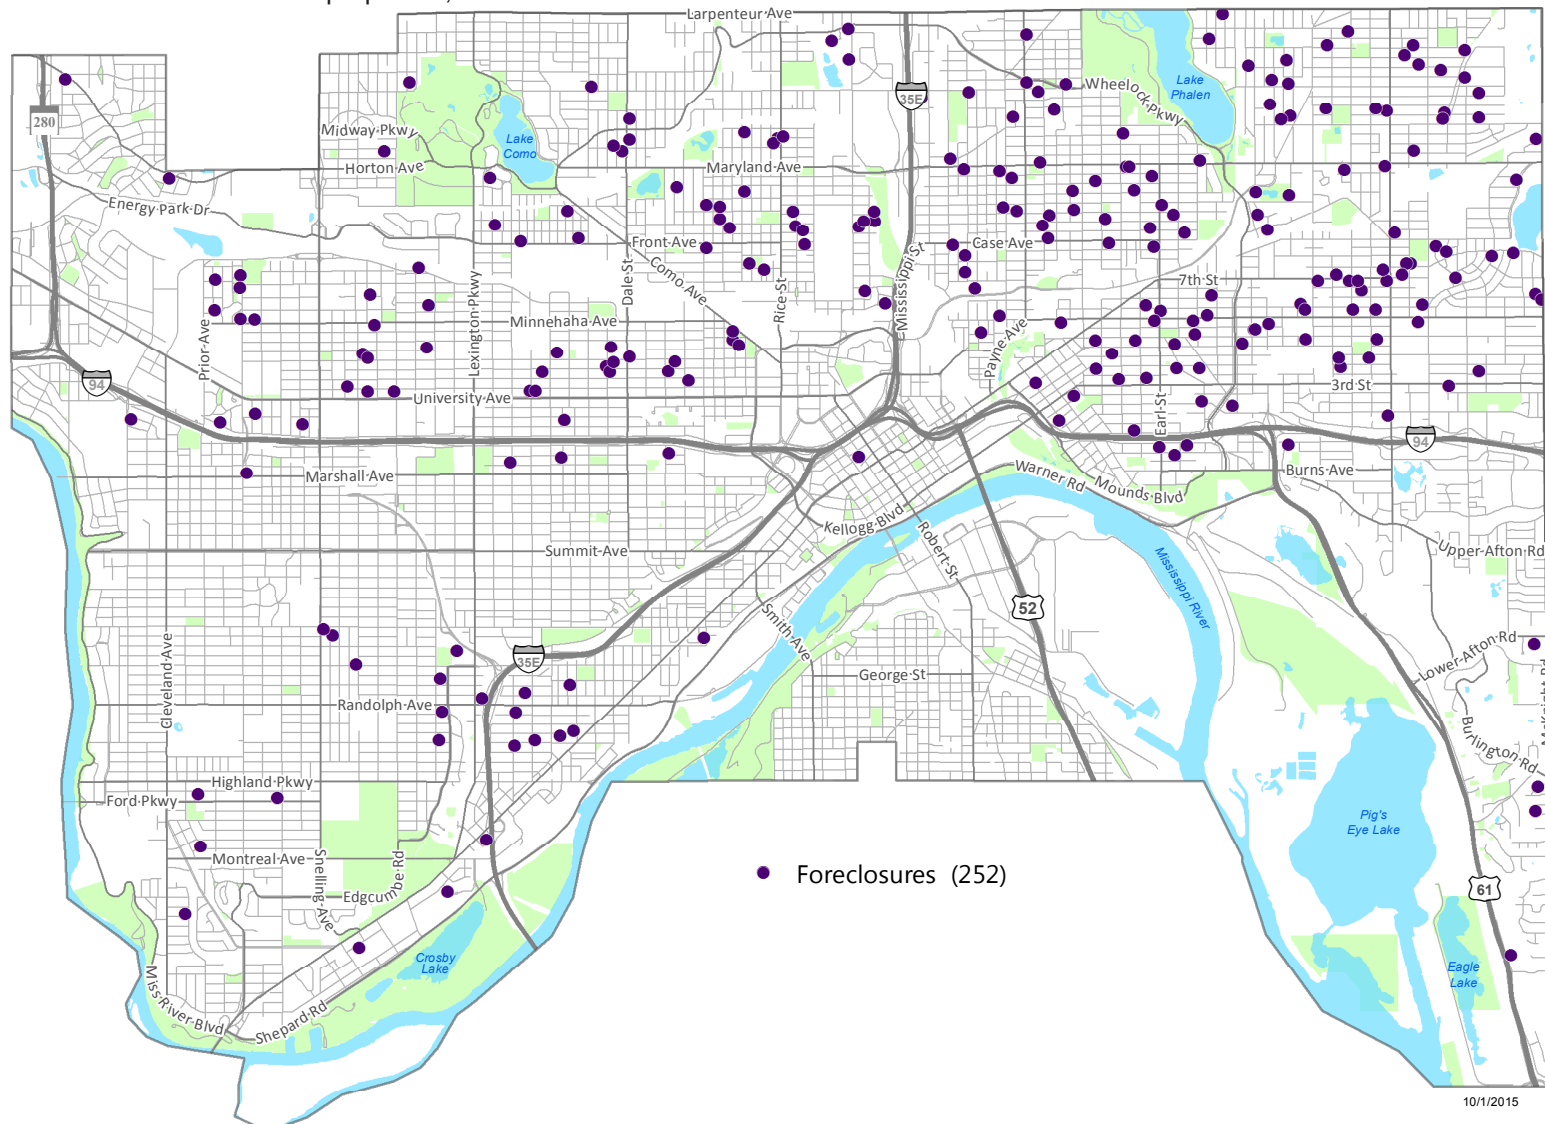 Larpenteur Ave
280
35E
Wheelock Pkwy
Lake
Phalen
Midway Pkwy
Lake
Como
Horton Ave
Maryland Ave
Energy Park Dr
Front Ave
Case Ave
Como Ave
Dale St
Rice St
Mississippi St
7th St
Lexington Pkwy
Minnehaha Ave
Prior Ave
Payne Ave
94
University Ave
3rd St
Earl St
94
Marshall Ave
Burns Ave
Warner Rd
Mounds Blvd
Kellogg Blvd
Robert St
Summit Ave
Upper Afton Rd
Mississippi River
52
Smith Ave
Cleveland Ave
35E
George St
Lower Afton Rd
Randolph Ave
Burlington Rd
Highland Pkwy
Ford Pkwy
Pig's
Eye Lake
Montreal Ave
Snelling Ave
Edgcumbe Rd
Foreclosures (252)
61
Crosby
Lake
Eagle
Lake
Miss River Blvd
Shepard Rd
10/1/2015